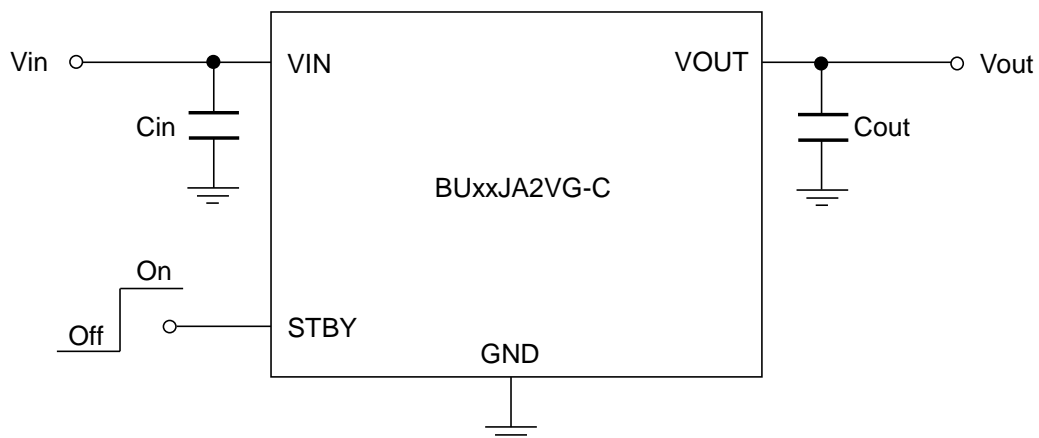 Vin
VIN
VOUT
Vout
Cin
Cout
BUxxJA2VG-C
On
Off
STBY
GND